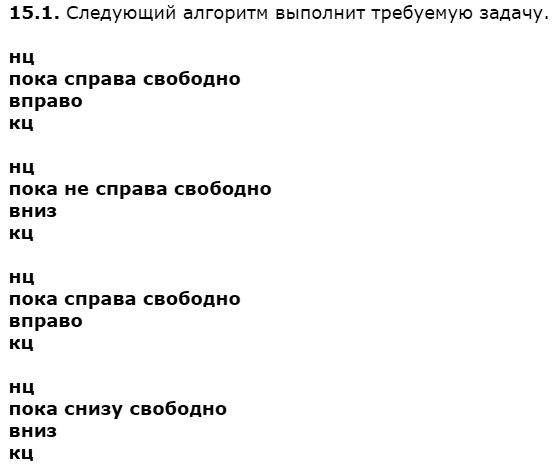 15.1. Следующий алгоритм выполнит требуемую задачу.
нц
пока справа свободно
вправо
кц
нц
пока не справа свободно
вниз
кц
нц
пока справа свободно
вправо
кц
нц
пока снизу свободно
вниз
кц